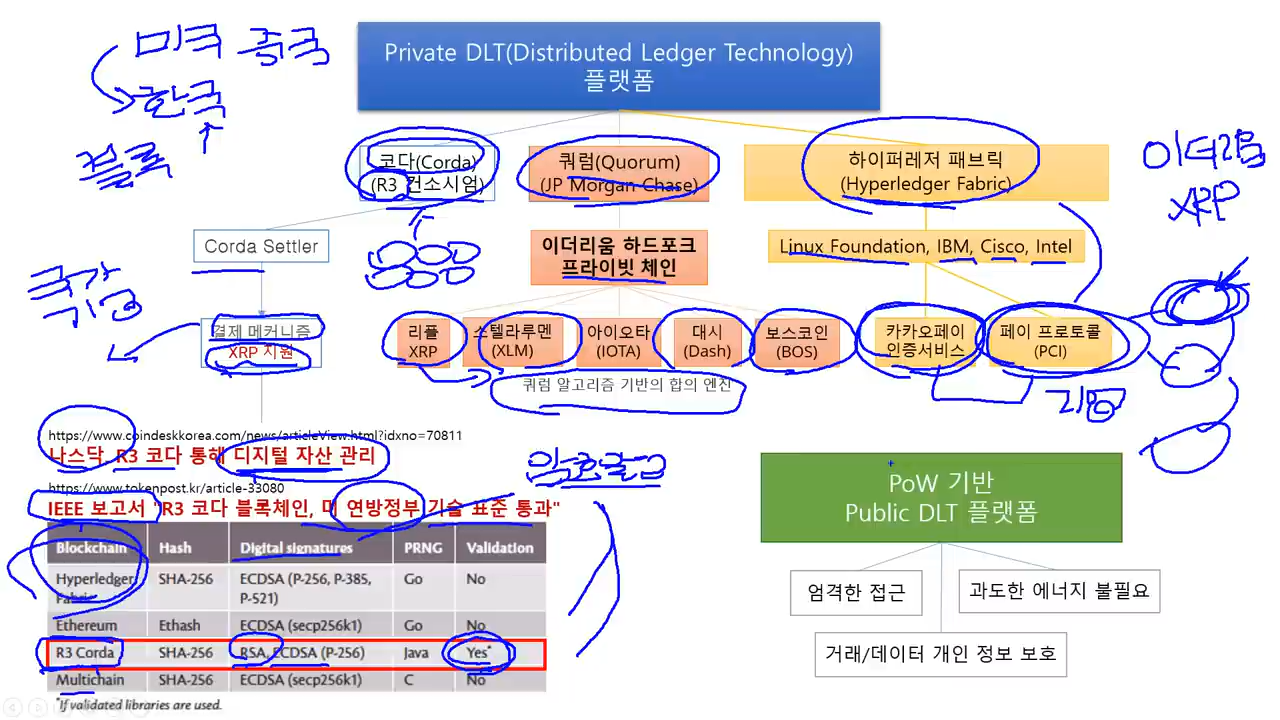 미국 중국
한국
블록
Private DLT(Distributed Ledger Technology)
플랫폼
코다(Corda)
(R3 컨소시엄)
쿼럼(Quorum)
(JP Morgan Chase)
하이퍼레저 패브릭
(Hyperledger Fabric)
이더리움
XRP
Corda Settler
이더리움 하드포크
프라이빗 체인
Linux Foundation, IBM, Cisco, Intel
국가
기업
결제 메커니즘
XRP 지원
리플
XRP
스텔라루멘
(XLM)
아이오타
(IOTA)
대시
(Dash)
보스코인
(BOS)
카카오페이
인증서비스
페이 프로토콜
(PCI)
쿼럼 알고리즘 기반의 합의 엔진
https://www.coindeskkorea.com/news/articleView.html?idxno=70811
나스닥, R3 코다 통해 디지털 자산 관리
https://www.tokenpost.kr/article-33080
IEEE 보고서 "R3 코다 블록체인, 미 연방정부 기술 표준 통과"
Blockchain Hash Digital signatures PRNG Validation
Hyperledger Fabric SHA-256 ECDSA (P-256, P-385, P-521) Go No
Ethereum Ethash ECDSA (secp256k1) Go No
R3 Corda SHA-256 RSA, ECDSA (P-256) Java Yes*
Multichain SHA-256 ECDSA (secp256k1) C No
*If validated libraries are used.
PoW 기반
Public DLT 플랫폼
엄격한 접근
과도한 에너지 불필요
거래/데이터 개인 정보 보호